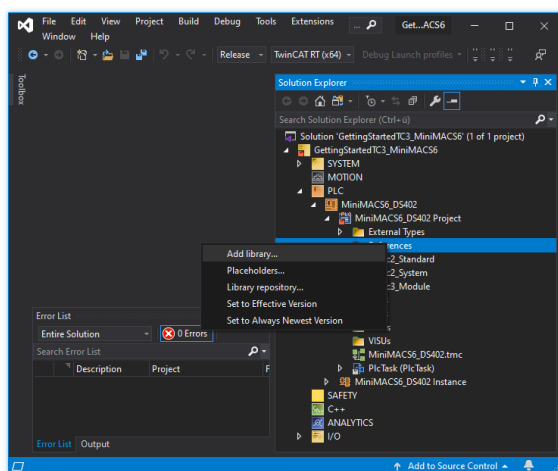 File Edit View Project Build Debug Tools Extensions ... Get...ACS6
Window Help
Release TwinCAT RT (x64) Debug Launch profiles
Toolbox
Solution Explorer
Search Solution Explorer (Ctrl+ü)
Solution 'GettingStartedTC3_MiniMACS6' (1 of 1 project)
GettingStartedTC3_MiniMACS6
SYSTEM
MOTION
PLC
MiniMACS6_DS402
MiniMACS6_DS402 Project
External Types
References
Add library...
c2_Standard
Placeholders...
c2_System
Library repository...
c3_Module
Set to Effective Version
Set to Always Newest Version
VISUs
MiniMACS6_DS402.tmc
PlcTask (PlcTask)
MiniMACS6_DS402 Instance
SAFETY
C++
ANALYTICS
I/O
Error List
Entire Solution 0 Errors
Search Error List
Description Project F
Error List Output
Add to Source Control